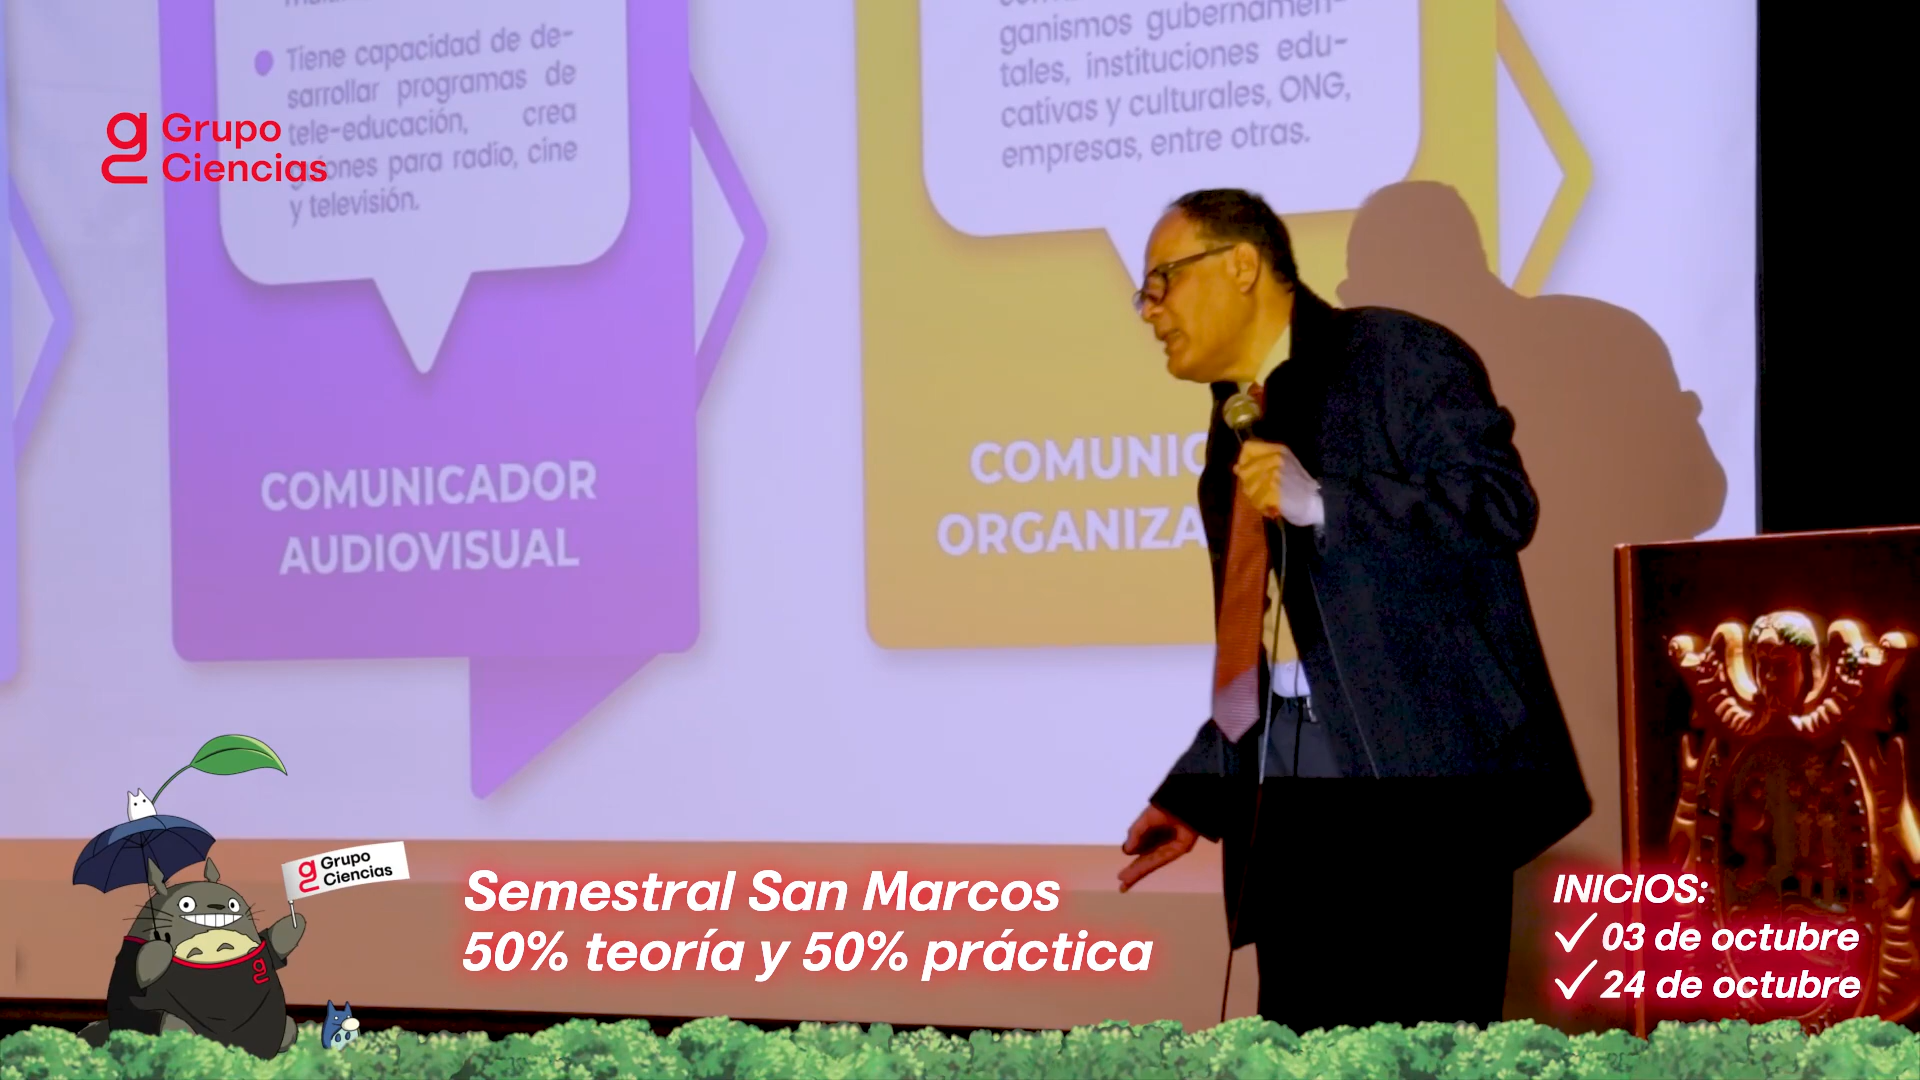 Tiene capacidad de de-
sarrollar programas de
tele-educación, crea
para radio, cine
y televisión.
COMUNICADOR
AUDIOVISUAL
ganismos gubernamen-
tales, instituciones edu-
cativas y culturales, ONG,
empresas, entre otras.
COMUNIC
ORGANIZA
Grupo
Ciencias
Grupo
Ciencias
Semestral San Marcos
50% teoría y 50% práctica
INICIOS:
✓ 03 de octubre
✓ 24 de octubre